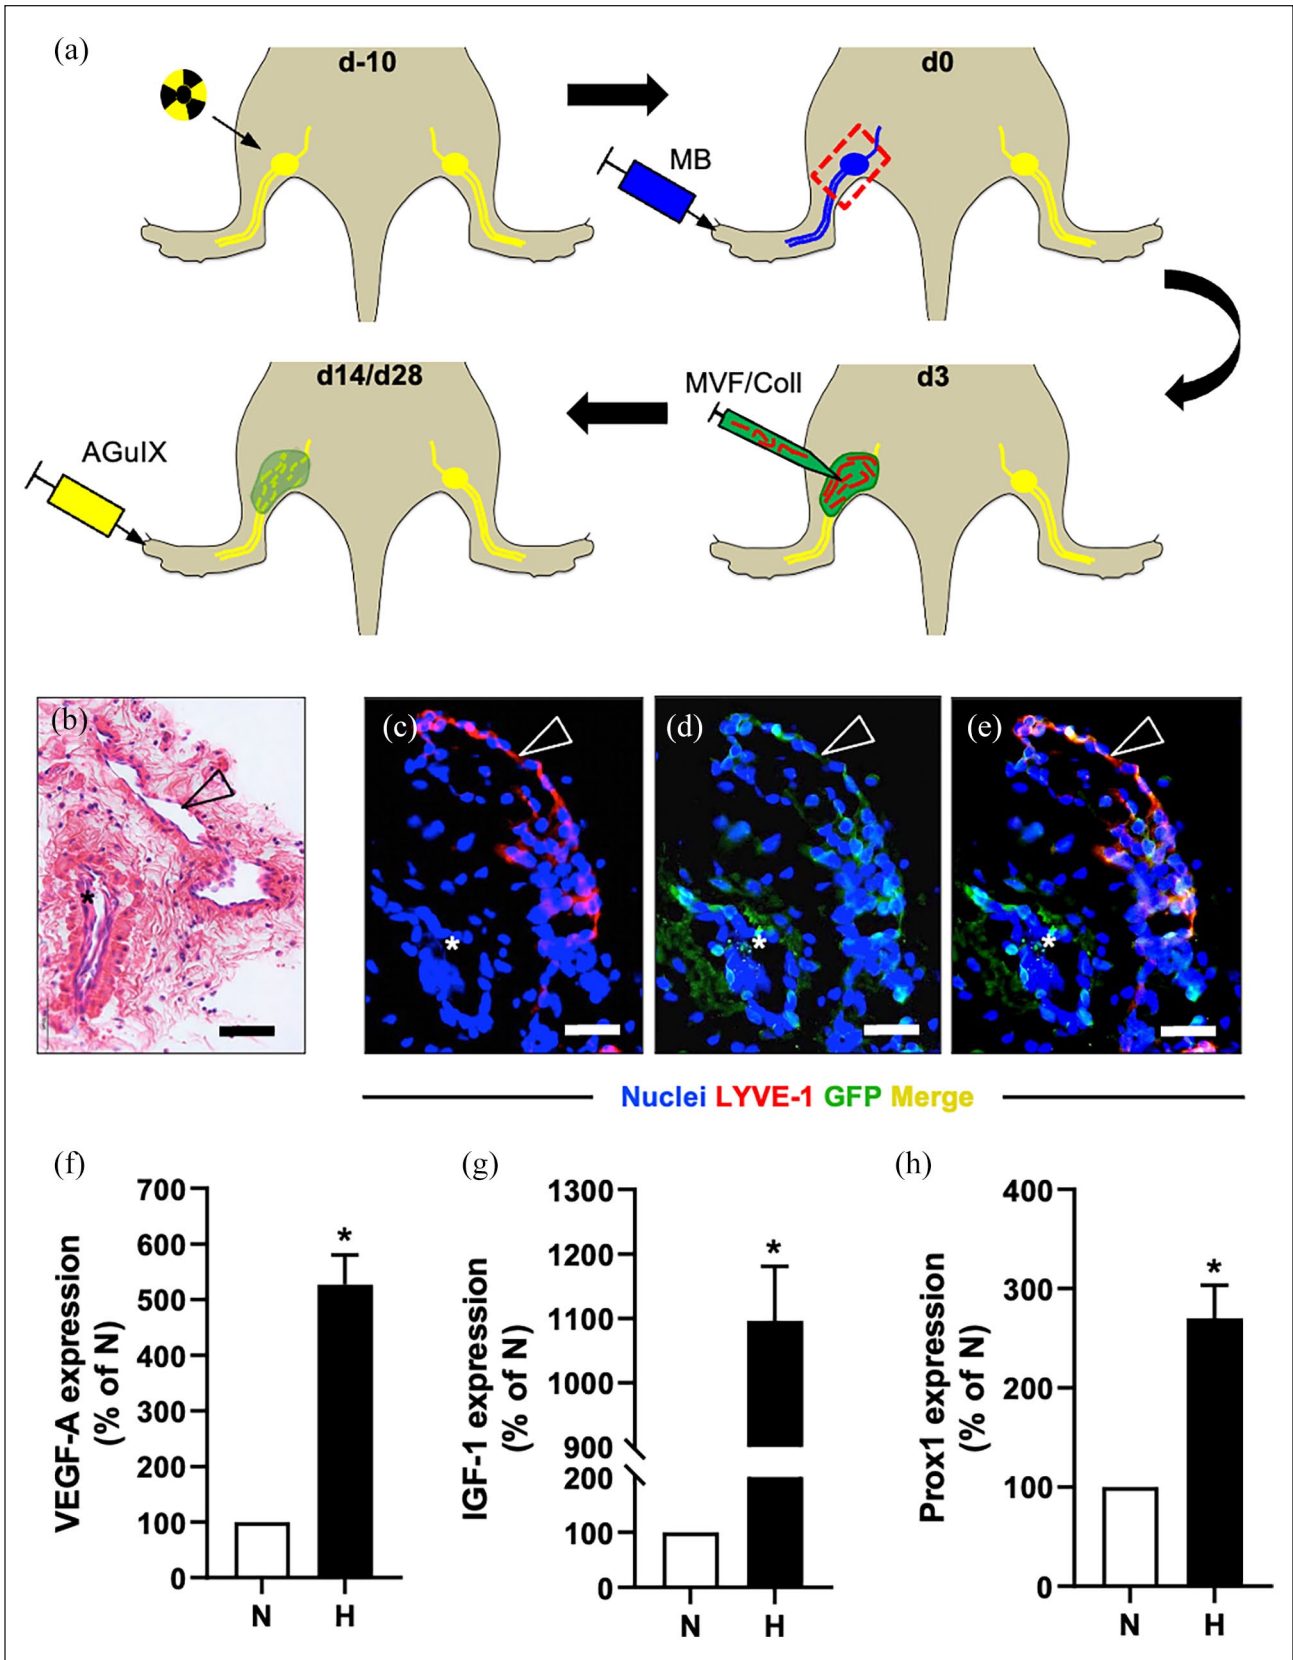 (a)
d-10
d0
MB
d14/d28
MVF/Coll
d3
AGuIX
(b)
(c)
(d)
(e)
*
*
*
*
Nuclei LYVE-1 GFP Merge
(f)
(g)
(h)
VEGF-A expression
(% of N)
700
600
500
400
300
200
100
0
*
N
H
IGF-1 expression
(% of N)
1300
1200
1100
1000
900
200
100
0
*
N
H
Prox1 expression
(% of N)
400
300
200
100
0
*
N
H